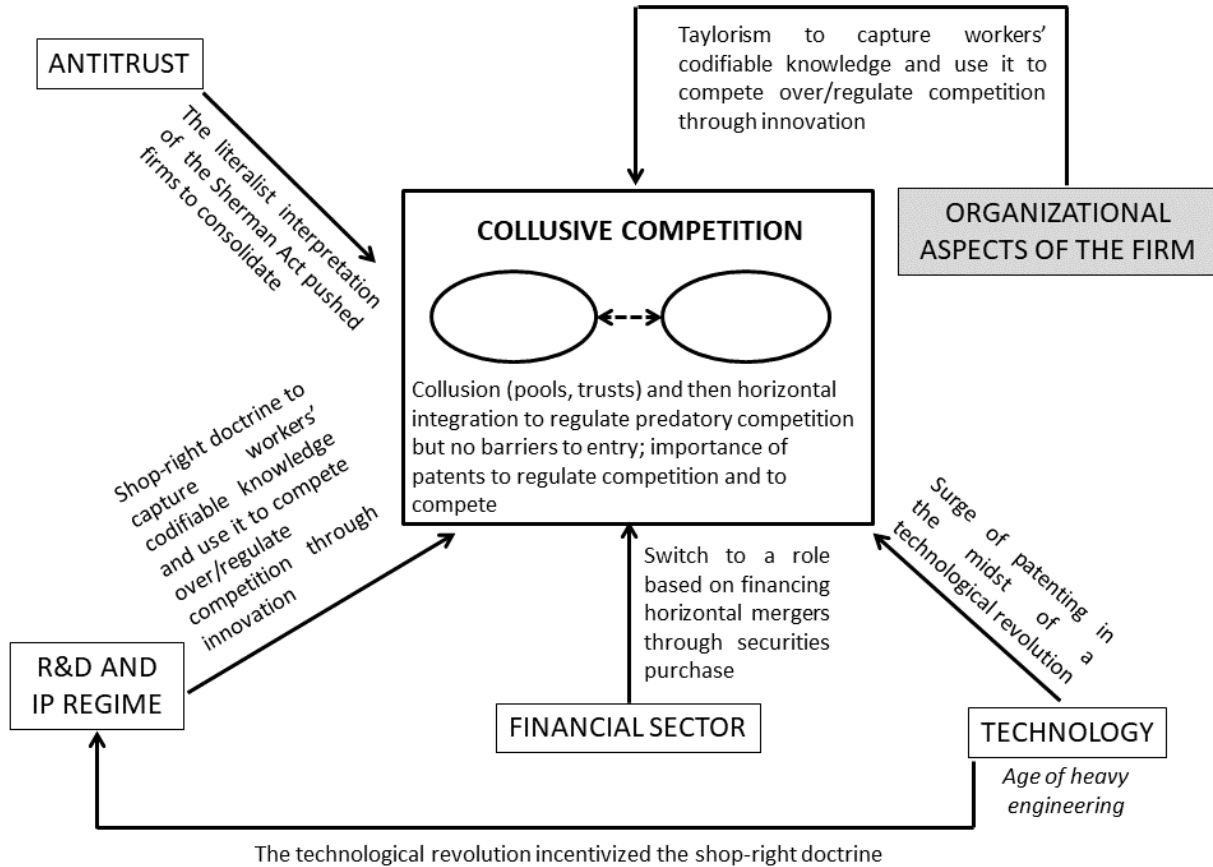 ANTITRUST
The literalist interpretation
of the Sherman Act pushed
firms to consolidate
Taylorism to capture workers’
codifiable knowledge and use it to
compete over/regulate competition
through innovation
ORGANIZATIONAL
ASPECTS OF THE FIRM
COLLUSIVE COMPETITION
Collusion (pools, trusts) and then horizontal
integration to regulate predatory competition
but no barriers to entry; importance of
patents to regulate competition and to
compete
Shop-right doctrine to
capture workers’
codifiable knowledge
and use it to compete
over/regulate
competition through
innovation
R&D AND
IP REGIME
Switch to a role
based on financing
horizontal mergers
through securities
purchase
FINANCIAL SECTOR
Surge of patenting in
the midst of a
technological revolution
TECHNOLOGY
Age of heavy
engineering
The technological revolution incentivized the shop-right doctrine